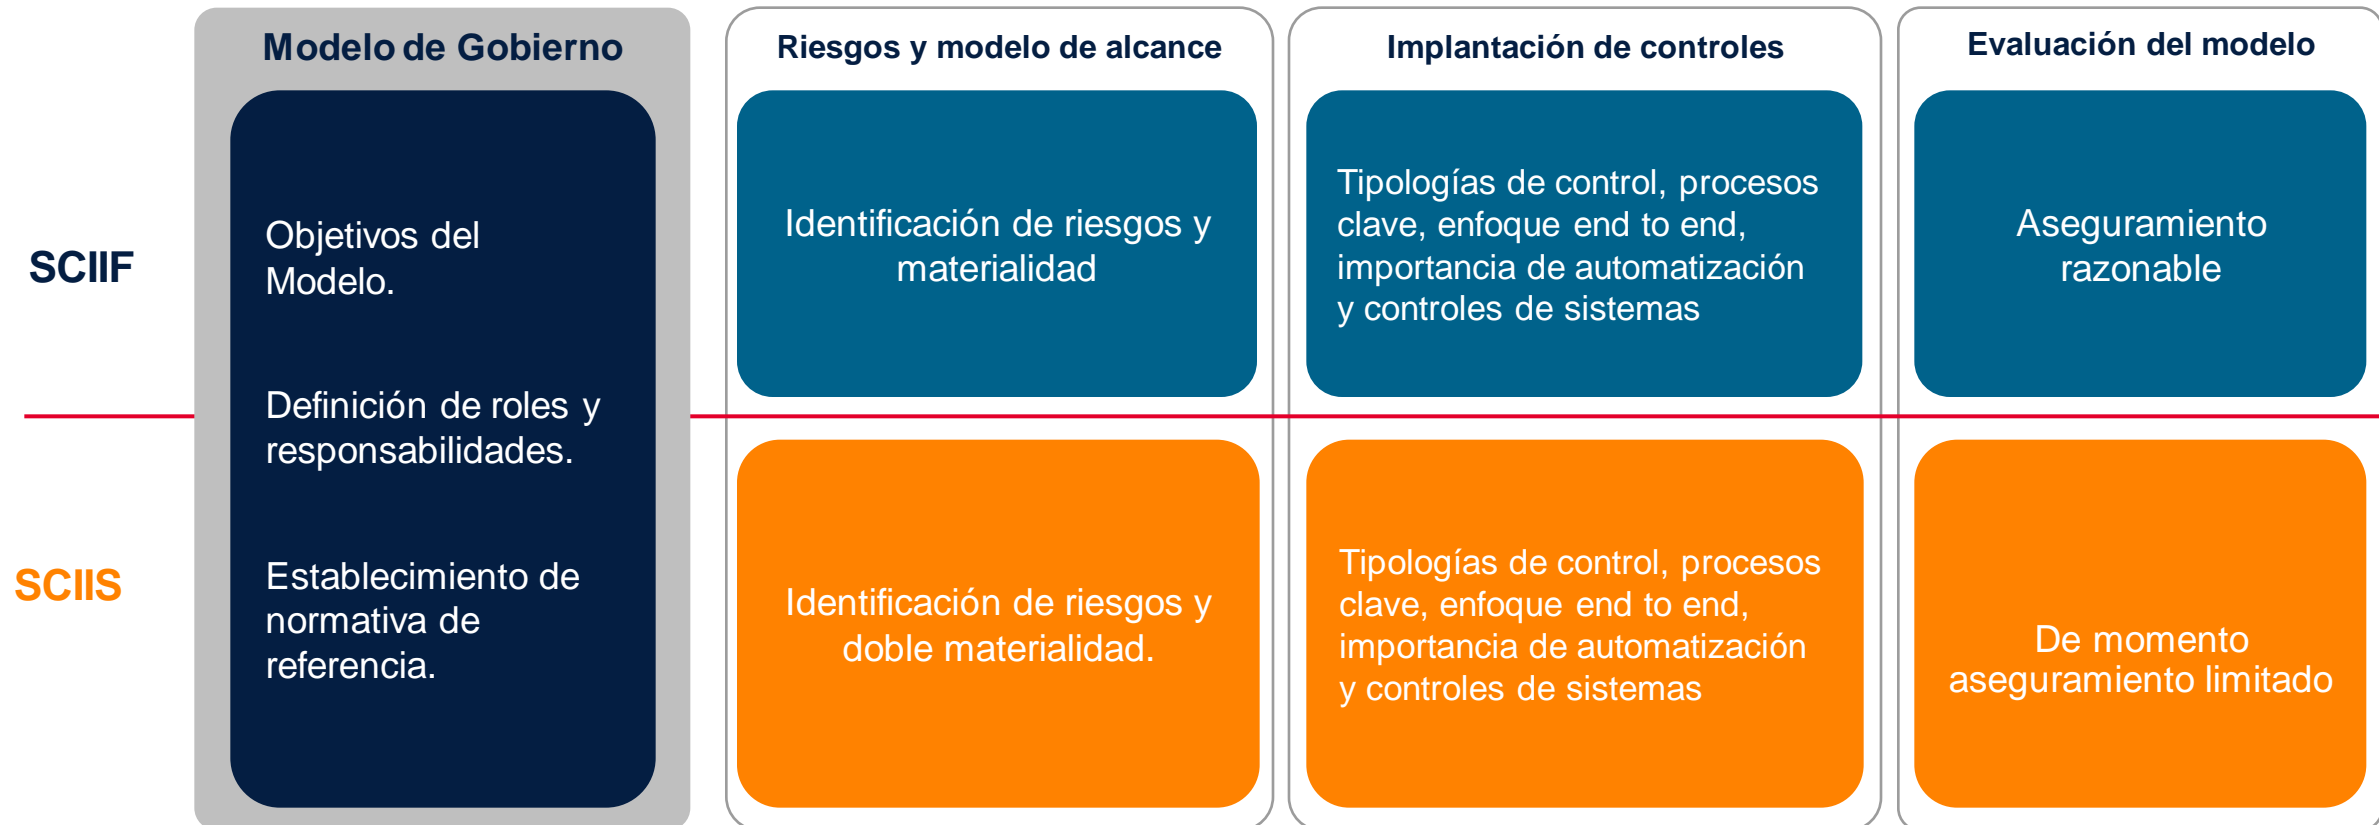 Modelo de Gobierno
Riesgos y modelo de alcance
Implantación de controles
Evaluación del modelo
SCIIF
Objetivos del
Modelo.
Definición de roles y
responsabilidades.
Establecimiento de
normativa de
referencia.
Identificación de riesgos y
materialidad
Tipologías de control, procesos
clave, enfoque end to end,
importancia de automatización
y controles de sistemas
Aseguramiento
razonable
SCIIS
Identificación de riesgos y
doble materialidad.
Tipologías de control, procesos
clave, enfoque end to end,
importancia de automatización
y controles de sistemas
De momento
aseguramiento limitado